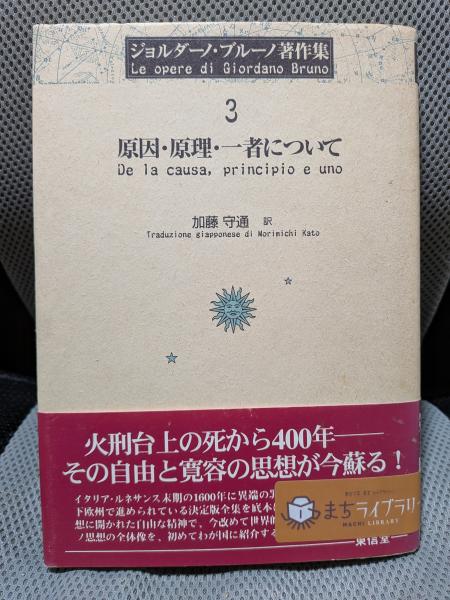 ジョルダーノ・ブルーノ著作集
Le opere di Giordano Bruno
3
原因・原理・一者について
De la causa, principio e uno
加藤 守通 訳
Traduzione giapponese di Morimichi Kato
火刑台上の死から400年――
その自由と寛容の思想が今蘇る！
イタリア・ルネサンス末期の1600年に異端の
下欧州で進められている決定版全集を底本に
想に開かれた自由な精神で、今改めて世界的
ノ思想の全体像を、初めてわが国に紹介する
東信堂
まちライブラリー
MACHI LIBRARY